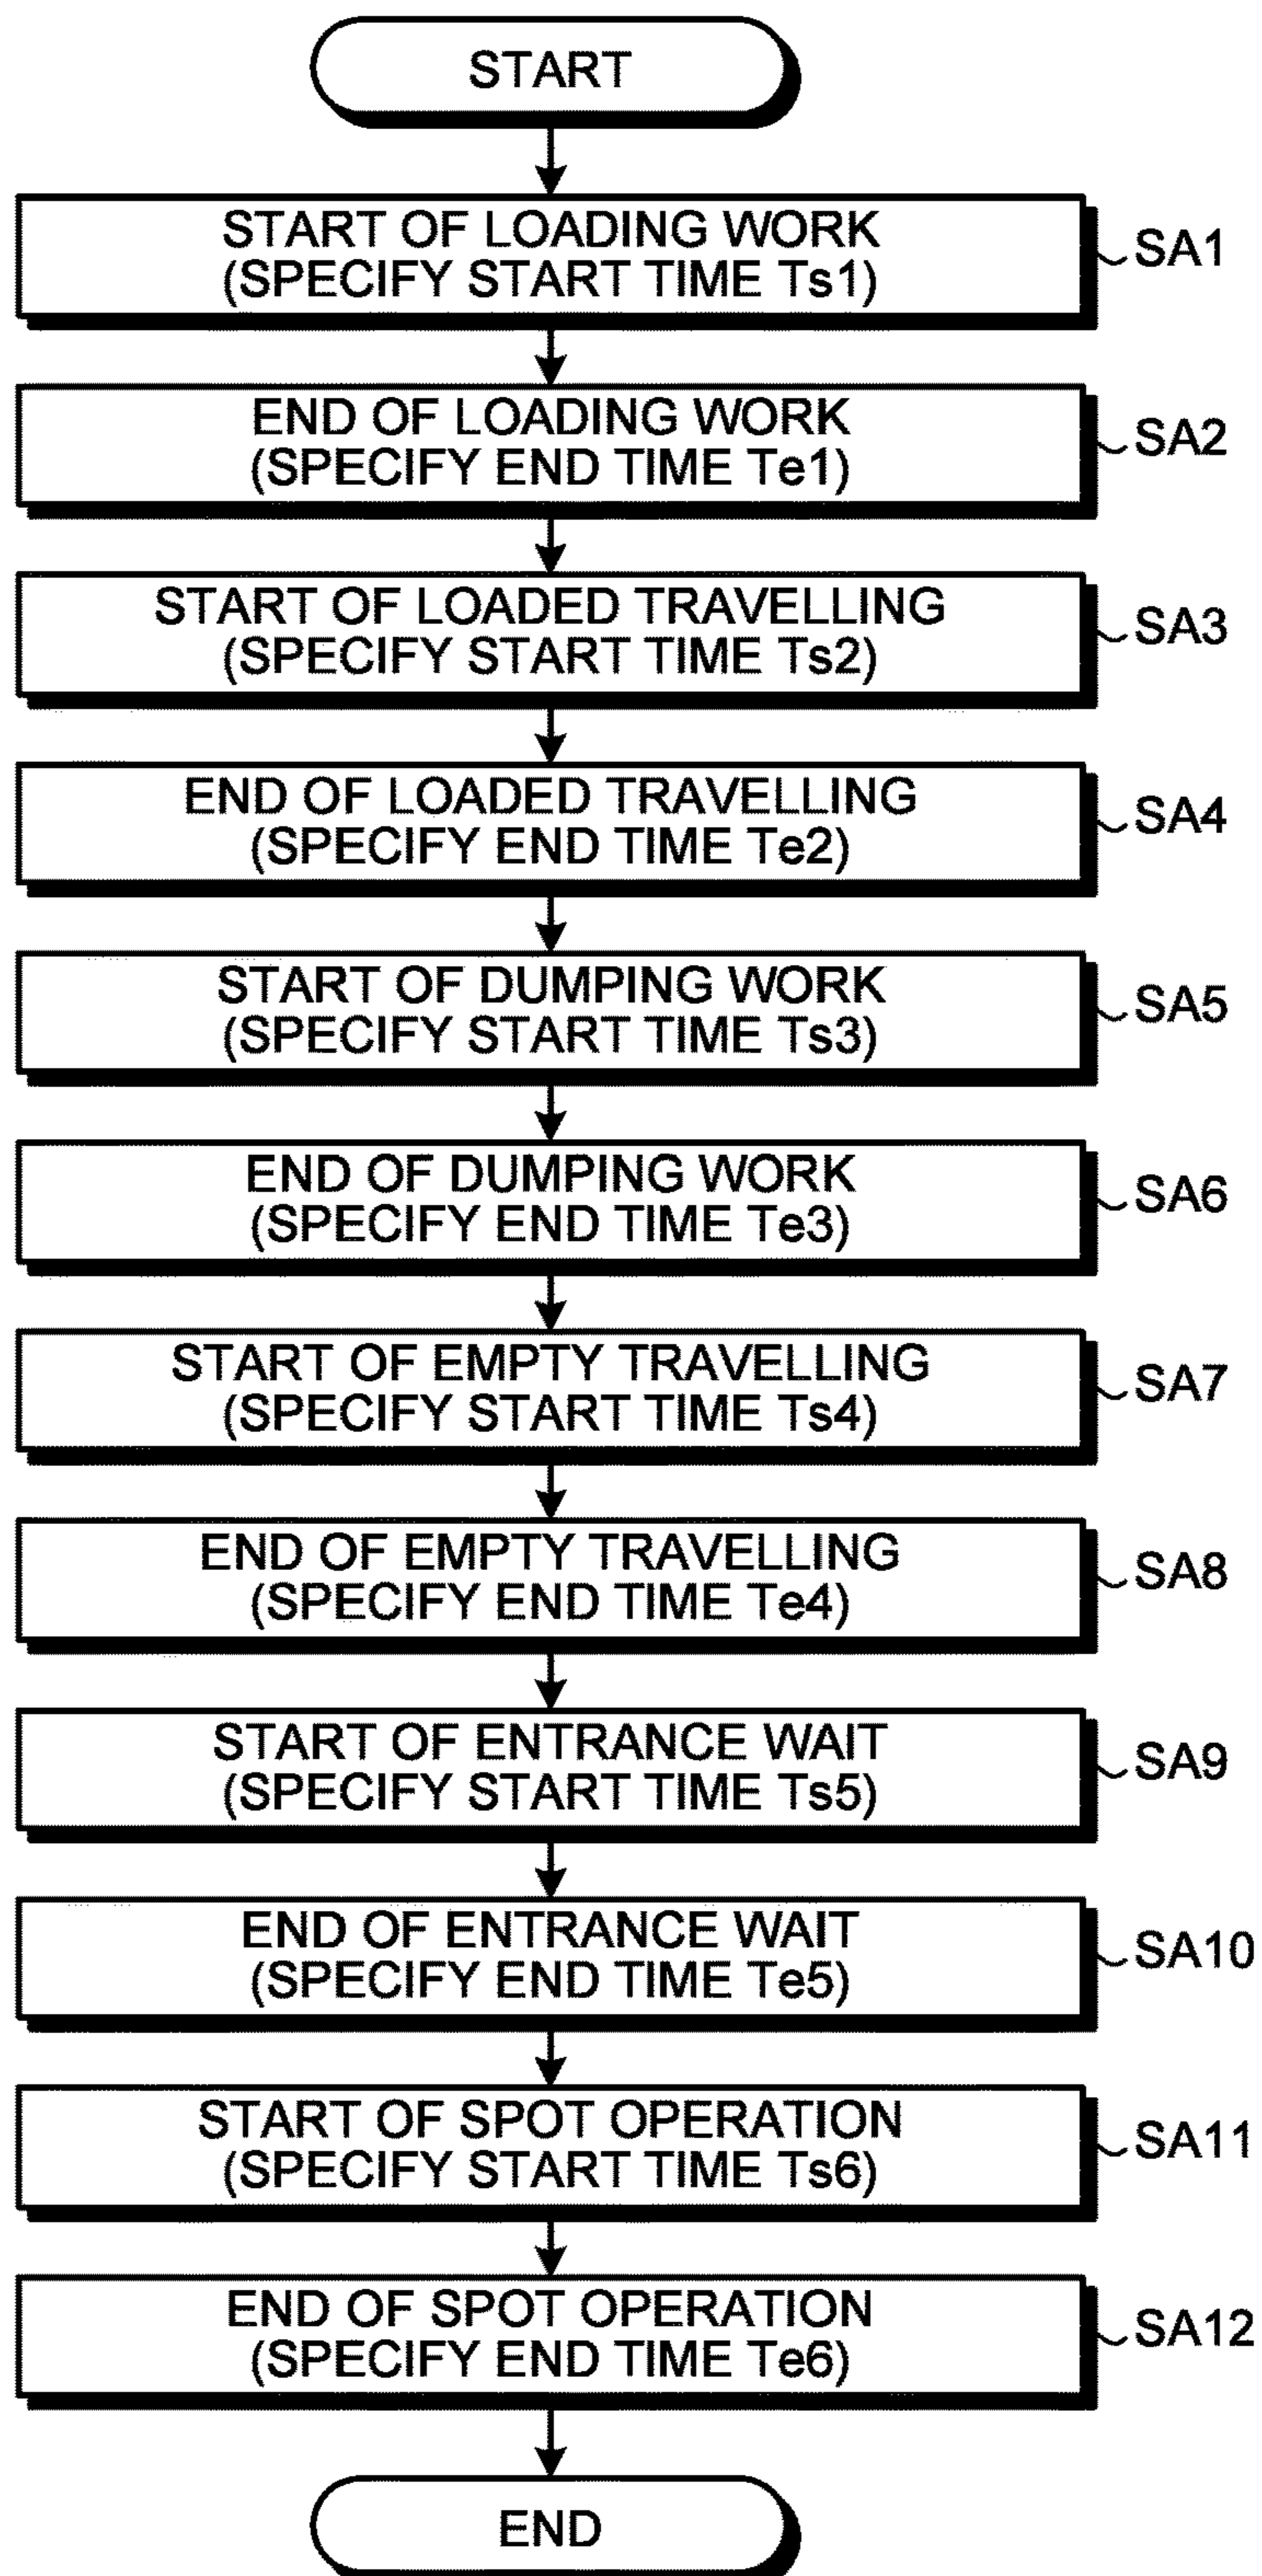 START
START OF LOADING WORK
(SPECIFY START TIME Ts1)
SA1
END OF LOADING WORK
(SPECIFY END TIME Te1)
SA2
START OF LOADED TRAVELLING
(SPECIFY START TIME Ts2)
SA3
END OF LOADED TRAVELLING
(SPECIFY END TIME Te2)
SA4
START OF DUMPING WORK
(SPECIFY START TIME Ts3)
SA5
END OF DUMPING WORK
(SPECIFY END TIME Te3)
SA6
START OF EMPTY TRAVELLING
(SPECIFY START TIME Ts4)
SA7
END OF EMPTY TRAVELLING
(SPECIFY END TIME Te4)
SA8
START OF ENTRANCE WAIT
(SPECIFY START TIME Ts5)
SA9
END OF ENTRANCE WAIT
(SPECIFY END TIME Te5)
SA10
START OF SPOT OPERATION
(SPECIFY START TIME Ts6)
SA11
END OF SPOT OPERATION
(SPECIFY END TIME Te6)
SA12
END